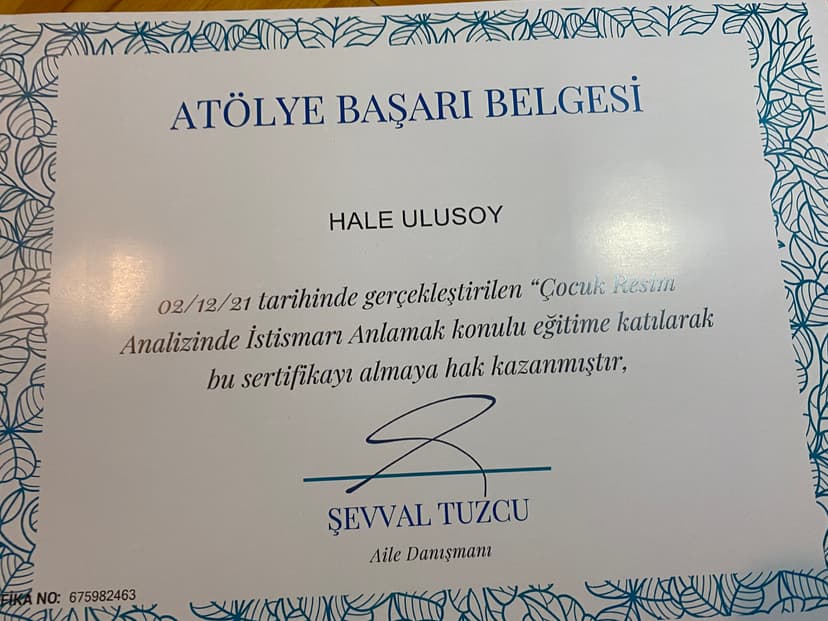 ATÖLYE BAŞARI BELGESİ
HALE ULUSOY
02/12/21 tarihinde gerçekleştirilen “Çocuk Resim
Analizinde İstismarı Anlamak konulu eğitime katılarak
bu sertifikayı almaya hak kazanmıştır,
ŞEVVAL TUZCU
Aile Danışmanı
FİKA NO: 675982463